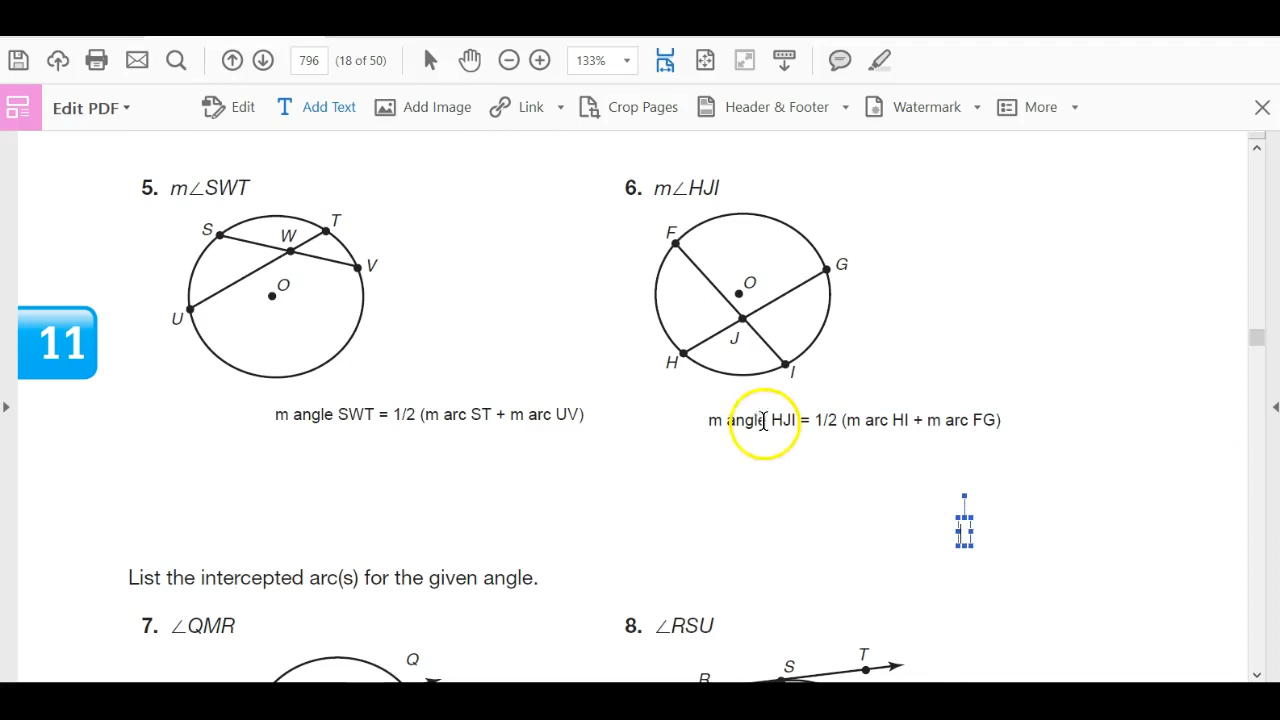 796 (18 of 50) 133%
Edit PDF Edit Add Text Add Image Link Crop Pages Header & Footer Watermark More
5. m∠SWT
6. m∠HJI
S
W
T
V
O
U
F
G
O
J
H
I
11
m angle SWT = 1/2 (m arc ST + m arc UV)
m angle HJI = 1/2 (m arc HI + m arc FG)
List the intercepted arc(s) for the given angle.
7. ∠QMR
8. ∠RSU
Q
R
S
T